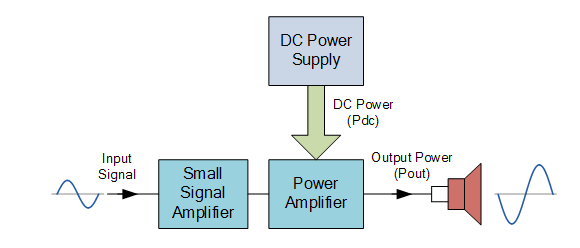 DC Power
Supply
DC Power
(Pdc)
Input
Signal
Small
Signal
Amplifier
Power
Amplifier
Output Power
(Pout)